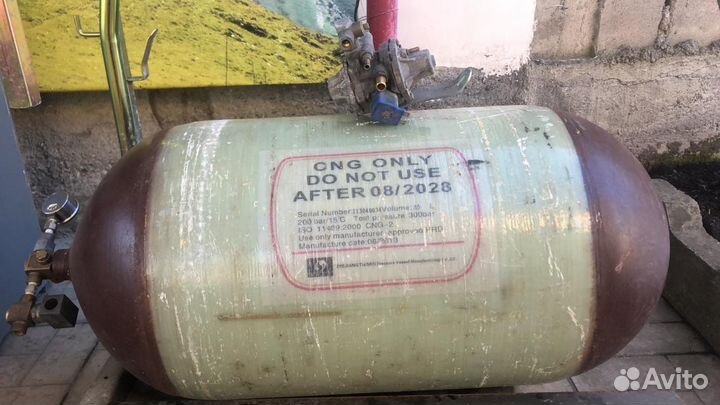 CNG ONLY
DO NOT USE
AFTER 08/2028
Serial Number Volume: L
200 bar/15 C Test pressure 300bar
ISO 11439:2000 CNG-2
Use only manufacturer approved PRD
Manufacture date:
Avito